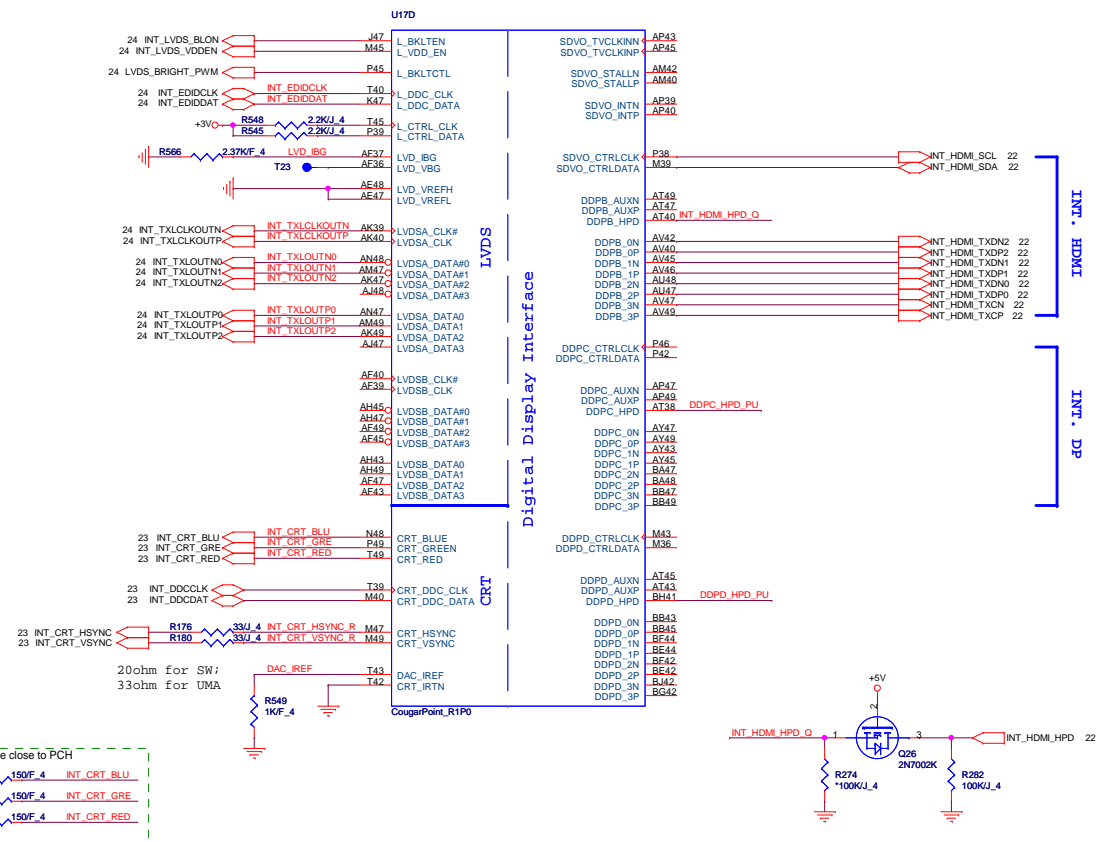 U17D
24 INT_LVDS_BLON J47 L_BKLTEN
24 INT_LVDS_VDDEN M45 L_VDD_EN
24 LVDS_BRIGHT_PWM P45 L_BKLTCTL
24 INT_EDIDCLK INT_EDIDCLK T40 L_DDC_CLK
24 INT_EDIDDAT INT_EDIDDAT K47 L_DDC_DATA
+3V R548 2.2K/J_4 T45 L_CTRL_CLK
R545 2.2K/J_4 P39 L_CTRL_DATA
R566 2.37K/F_4 LVD_IBG AF37 LVD_IBG
T23 AF36 LVD_VBG
AE48 LVD_VREFH
AE47 LVD_VREFL
24 INT_TXLCLKOUTN INT_TXLCLKOUTN AK39 LVDSA_CLK#
24 INT_TXLCLKOUTP INT_TXLCLKOUTP AK40 LVDSA_CLK
24 INT_TXLOUTN0 INT_TXLOUTN0 AN48 LVDSA_DATA#0
24 INT_TXLOUTN1 INT_TXLOUTN1 AM47 LVDSA_DATA#1
24 INT_TXLOUTN2 INT_TXLOUTN2 AK47 LVDSA_DATA#2
AJ48 LVDSA_DATA#3
24 INT_TXLOUTP0 INT_TXLOUTP0 AN47 LVDSA_DATA0
24 INT_TXLOUTP1 INT_TXLOUTP1 AM49 LVDSA_DATA1
24 INT_TXLOUTP2 INT_TXLOUTP2 AK49 LVDSA_DATA2
AJ47 LVDSA_DATA3
AF40 LVDSB_CLK#
AF39 LVDSB_CLK
AH45 LVDSB_DATA#0
AH47 LVDSB_DATA#1
AF49 LVDSB_DATA#2
AF45 LVDSB_DATA#3
AH43 LVDSB_DATA0
AH49 LVDSB_DATA1
AF47 LVDSB_DATA2
AF43 LVDSB_DATA3
23 INT_CRT_BLU INT_CRT_BLU N48 CRT_BLUE
23 INT_CRT_GRE INT_CRT_GRE P49 CRT_GREEN
23 INT_CRT_RED INT_CRT_RED T49 CRT_RED
23 INT_DDCCLK T39 CRT_DDC_CLK
23 INT_DDCDAT M40 CRT_DDC_DATA
23 INT_CRT_HSYNC R176 33/J_4 INT_CRT_HSYNC_R M47 CRT_HSYNC
23 INT_CRT_VSYNC R180 33/J_4 INT_CRT_VSYNC_R M49 CRT_VSYNC
20ohm for SW;
33ohm for UMA
DAC_IREF T43 DAC_IREF
T42 CRT_IRTN
R549
1K/F_4
CougarPoint_R1P0
LVDS
Digital Display Interface
CRT
SDVO_TVCLKINN AP43
SDVO_TVCLKINP AP45
SDVO_STALLN AM42
SDVO_STALLP AM40
SDVO_INTN AP39
SDVO_INTP AP40
SDVO_CTRLCLK P38 INT_HDMI_SCL 22
SDVO_CTRLDATA M39 INT_HDMI_SDA 22
DDPB_AUXN AT49
DDPB_AUXP AT47
DDPB_HPD AT40 INT_HDMI_HPD_Q
DDPB_0N AV42 INT_HDMI_TXDN2 22
DDPB_0P AV40 INT_HDMI_TXDP2 22
DDPB_1N AV45 INT_HDMI_TXDN1 22
DDPB_1P AV46 INT_HDMI_TXDP1 22
DDPB_2N AU48 INT_HDMI_TXDN0 22
DDPB_2P AU47 INT_HDMI_TXDP0 22
DDPB_3N AV47 INT_HDMI_TXCN 22
DDPB_3P AV49 INT_HDMI_TXCP 22
INT. HDMI
DDPC_CTRLCLK P46
DDPC_CTRLDATA P42
DDPC_AUXN AP47
DDPC_AUXP AP49
DDPC_HPD AT38 DDPC_HPD_PU
DDPC_0N AY47
DDPC_0P AY49
DDPC_1N AY43
DDPC_1P AY45
DDPC_2N BA47
DDPC_2P BA48
DDPC_3N BB47
DDPC_3P BB49
INT. DP
DDPD_CTRLCLK M43
DDPD_CTRLDATA M36
DDPD_AUXN AT45
DDPD_AUXP AT43
DDPD_HPD BH41 DDPD_HPD_PU
DDPD_0N BB43
DDPD_0P BB45
DDPD_1N BF44
DDPD_1P BE44
DDPD_2N BF42
DDPD_2P BE42
DDPD_3N BJ42
DDPD_3P BG42
+5V
2
INT_HDMI_HPD_Q 1 3 INT_HDMI_HPD 22
Q26
2N7002K
R274
*100K/J_4
R282
100K/J_4
e close to PCH
150/F_4 INT_CRT_BLU
150/F_4 INT_CRT_GRE
150/F_4 INT_CRT_RED